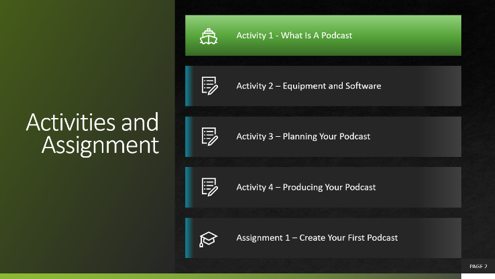 Activities and
Assignment
Activity 1 - What Is A Podcast
Activity 2 – Equipment and Software
Activity 3 – Planning Your Podcast
Activity 4 – Producing Your Podcast
Assignment 1 – Create Your First Podcast
PAGE 2